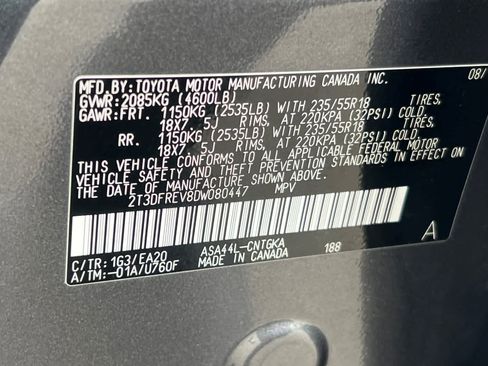 MFD.BY:TOYOTA MOTOR MANUFACTURING CANADA INC. 08/
GVWR:2085KG (4600LB)
GAWR:FRT. 1150KG (2535LB) WITH 235/55R18 TIRES,
18X7 5J RIMS, AT 220KPA (32PSI) COLD
RR. 1150KG (2535LB) WITH 235/55R18 TIRES,
18X7 5J RIMS, AT 220KPA (32PSI) COLD
THIS VEHICLE CONFORMS TO ALL APPLICABLE FEDERAL MOTOR
VEHICLE SAFETY AND THEFT PREVENTION STANDARDS IN EFFECT
ON THE DATE OF MANUFACTURE SHOWN ABOVE.
2T3DFREV8DW080447 MPV
A
C/TR:1G3/EA20 ASA44L-CNTGKA 188
A/TM:-01A/U760F MADE IN CANADA